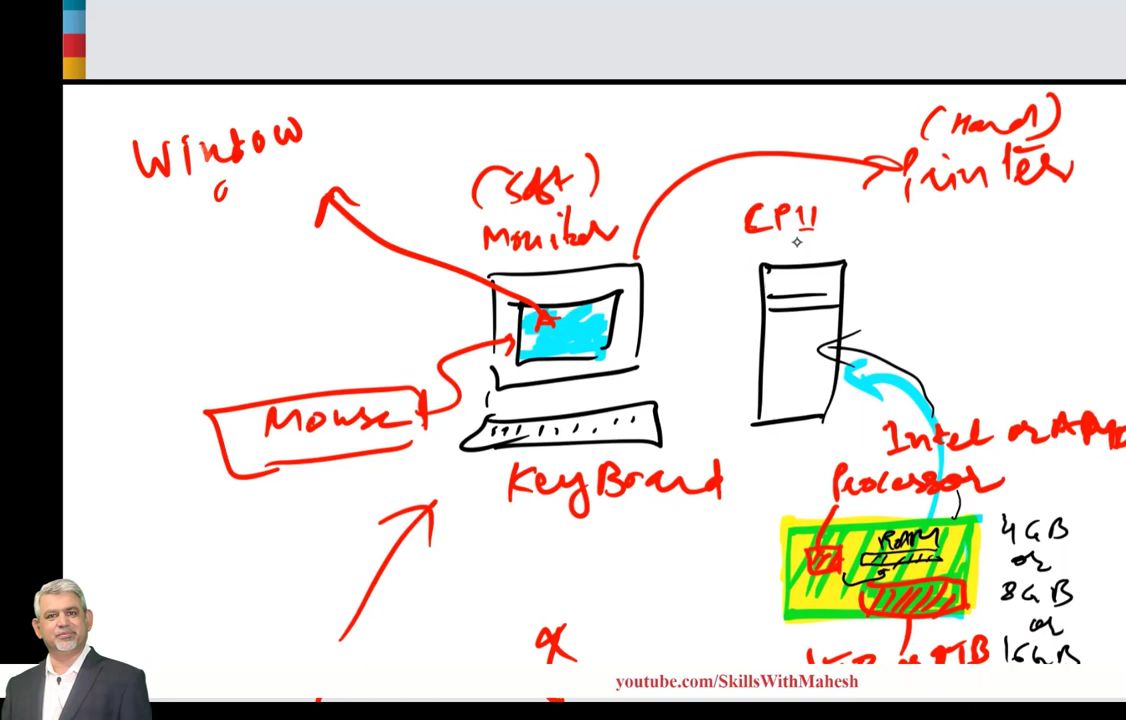 (Hard)
Printer
Window
(Soft)
Monitor
CPU
Mouse
KeyBoard
Intel or AMD
Processor
RAM
4GB
or
8GB
or
16GB
youtube.com/SkillsWithMahesh